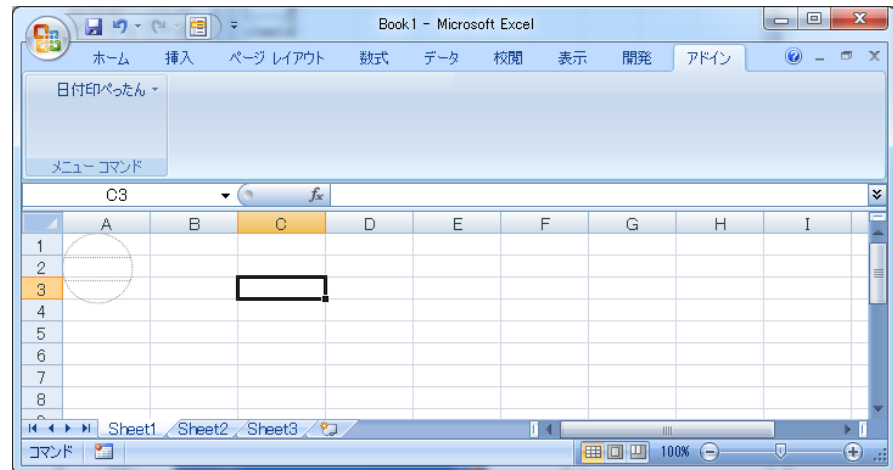 Book1 - Microsoft Excel
ホーム 挿入 ページ レイアウト 数式 データ 校閲 表示 開発 アドイン
日付印ぺったん
メニュー コマンド
C3 fx
A B C D E F G H I
1
2
3
4
5
6
7
8
Sheet1 Sheet2 Sheet3
コマンド 100%